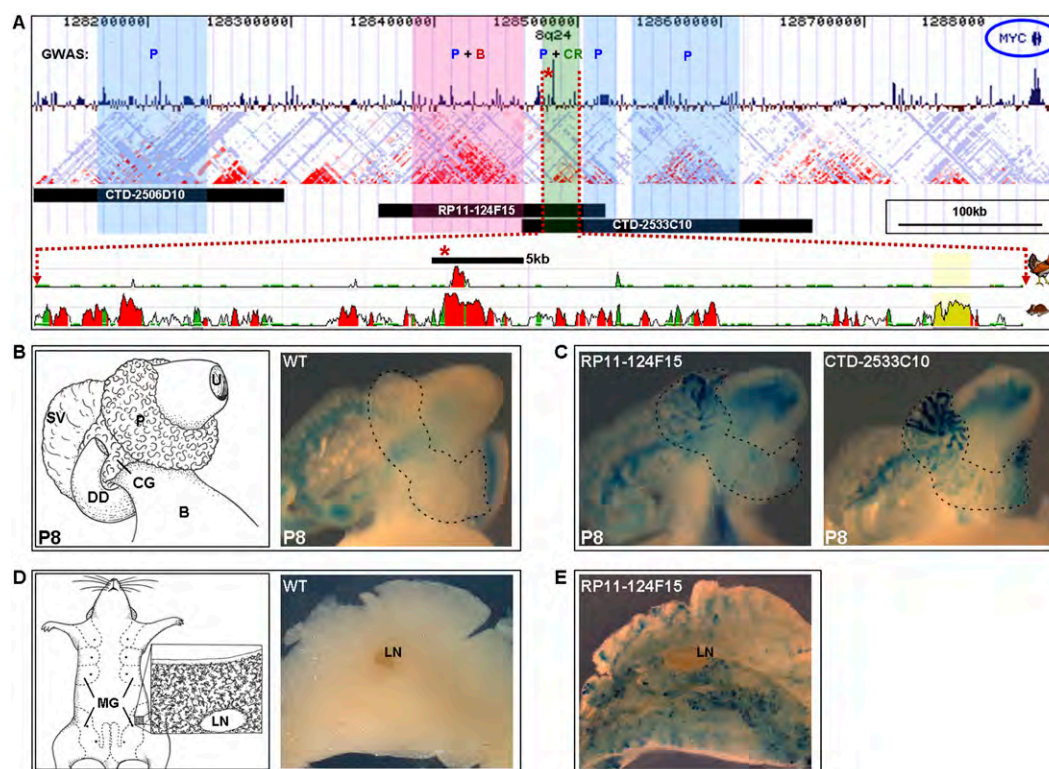 A
128200000 128300000 128400000 128500000 128600000 128700000 1288000
8q24
MYC
GWAS: P P + B P + CR P P
*
CTD-2506D10
RP11-124F15
CTD-2533C10
100kb
*
5kb
B
SV
P
U
CG
DD
B
P8
WT
P8
C
RP11-124F15
P8
CTD-2533C10
P8
D
MG
LN
WT
LN
E
RP11-124F15
LN